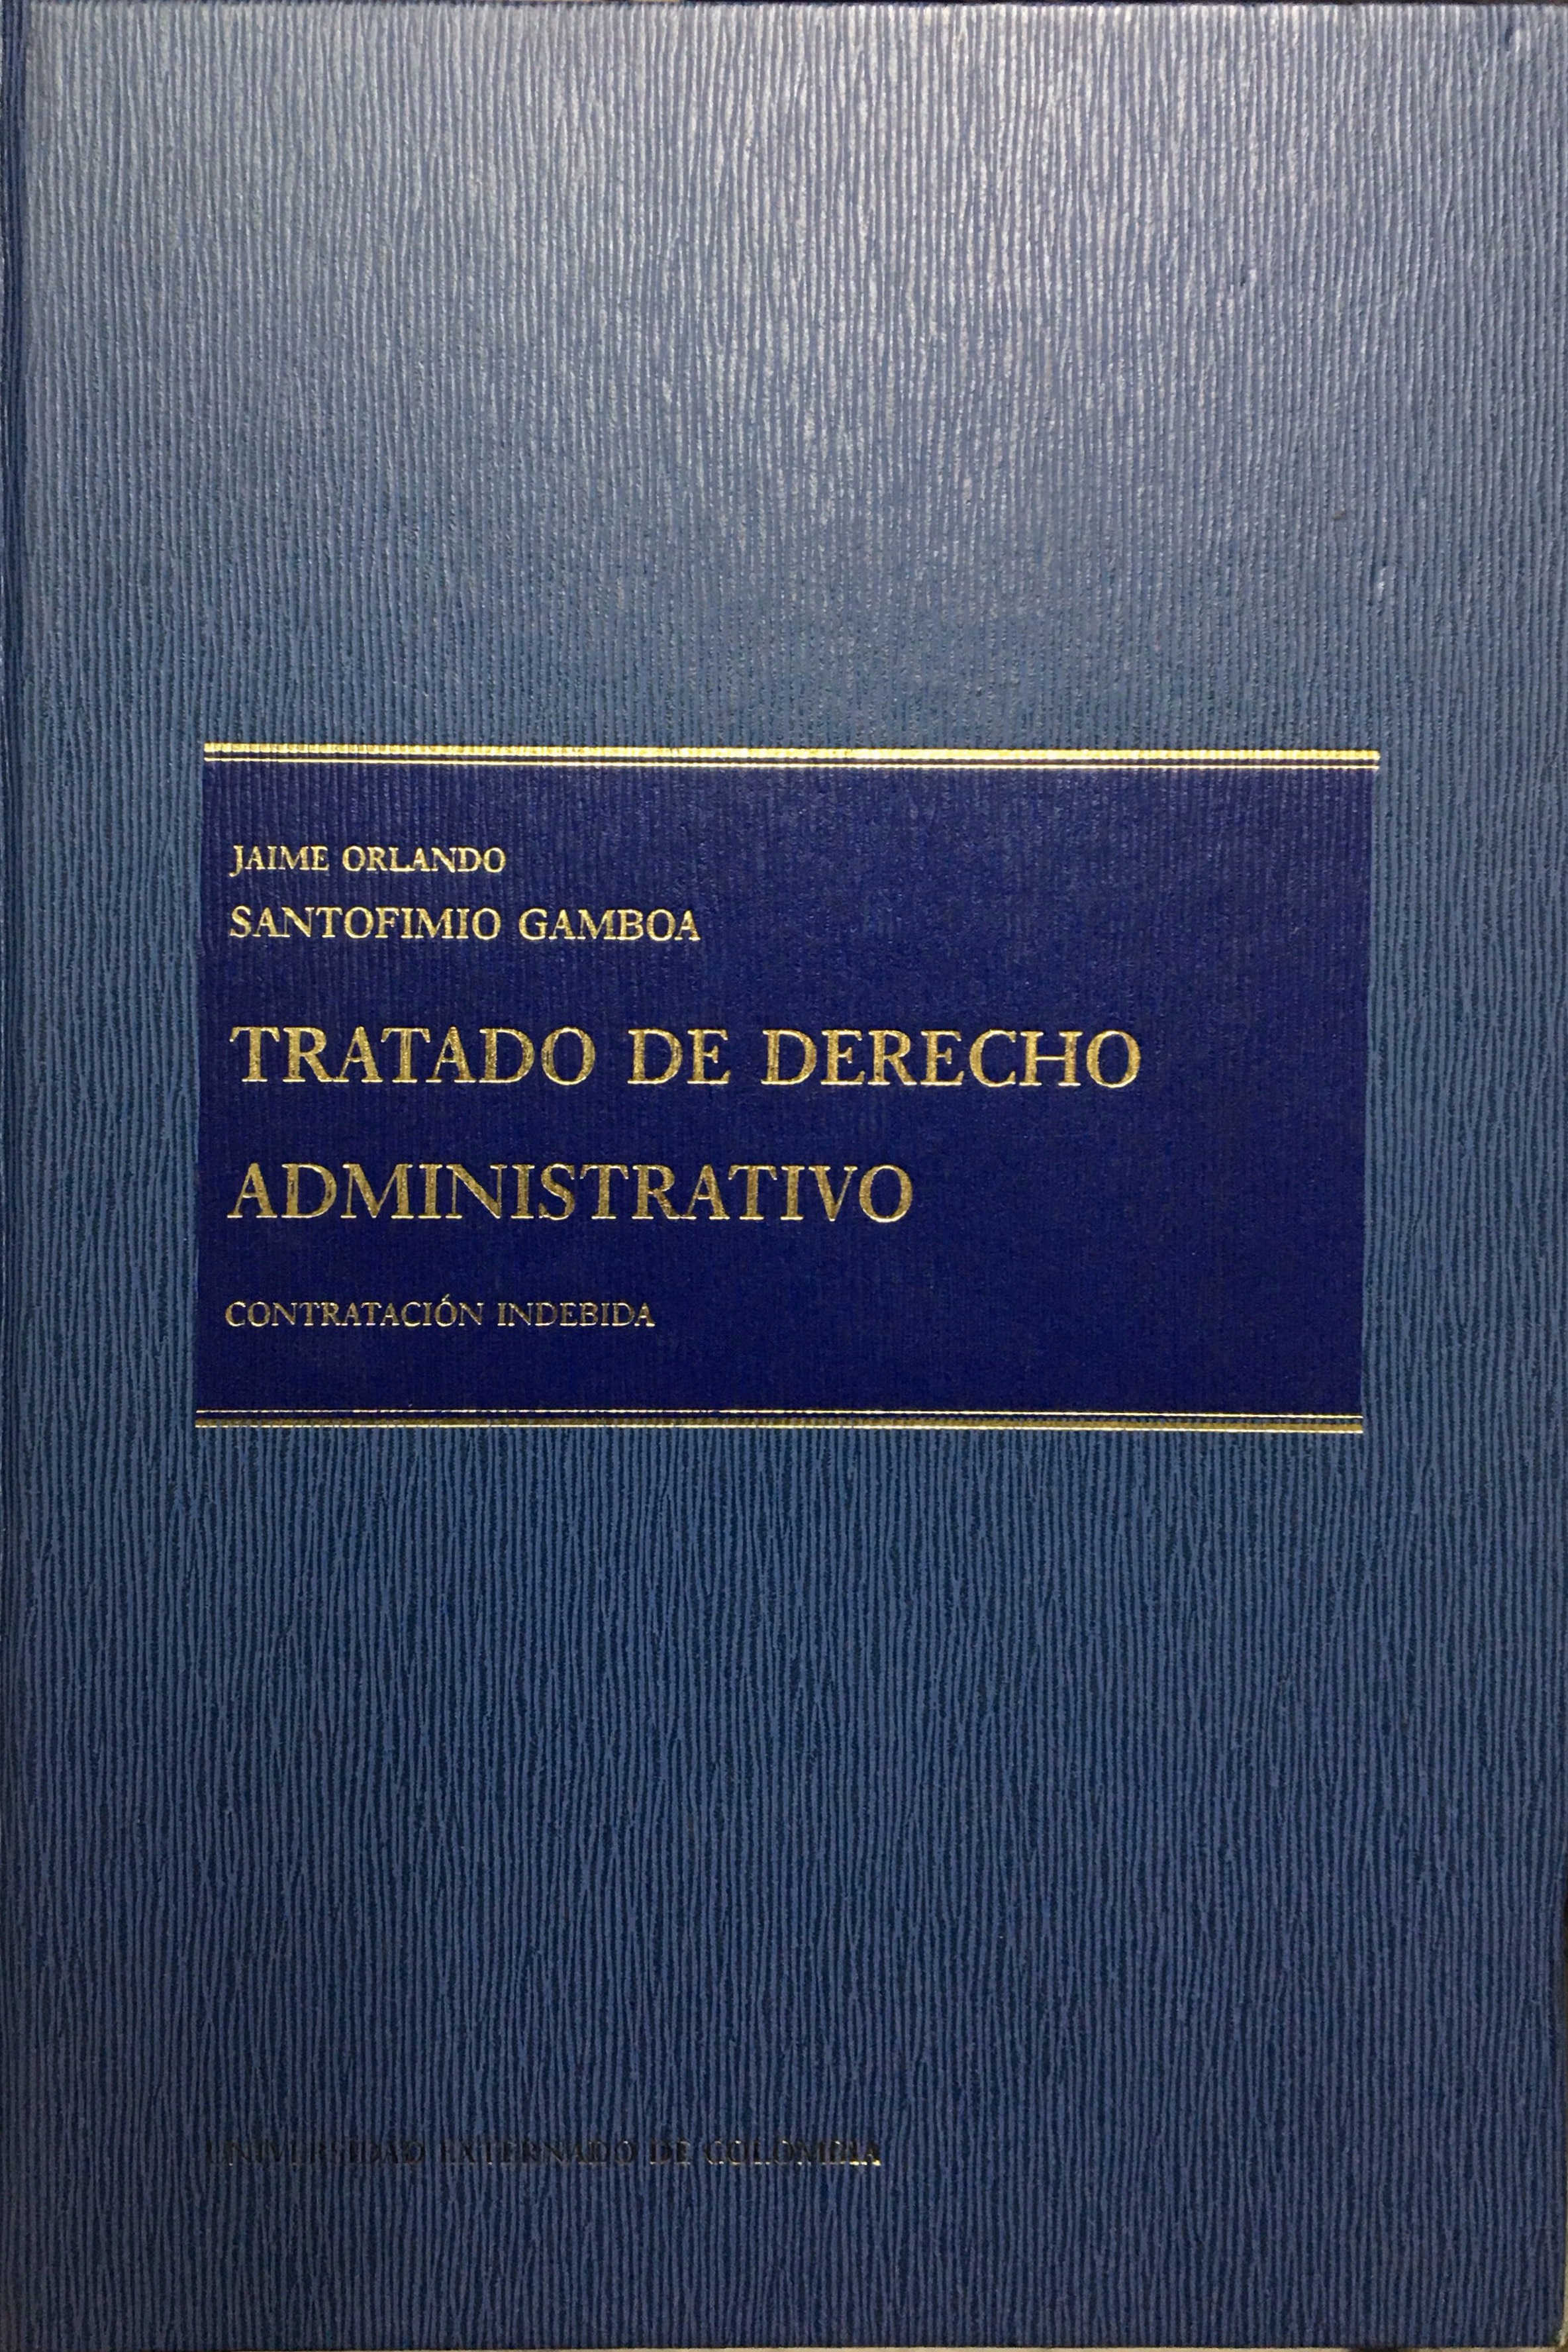 JAIME ORLANDO
SANTOFIMIO GAMBOA
TRATADO DE DERECHO
ADMINISTRATIVO
CONTRATACIÓN INDEBIDA
UNIVERSIDAD EXTERNADO DE COLOMBIA